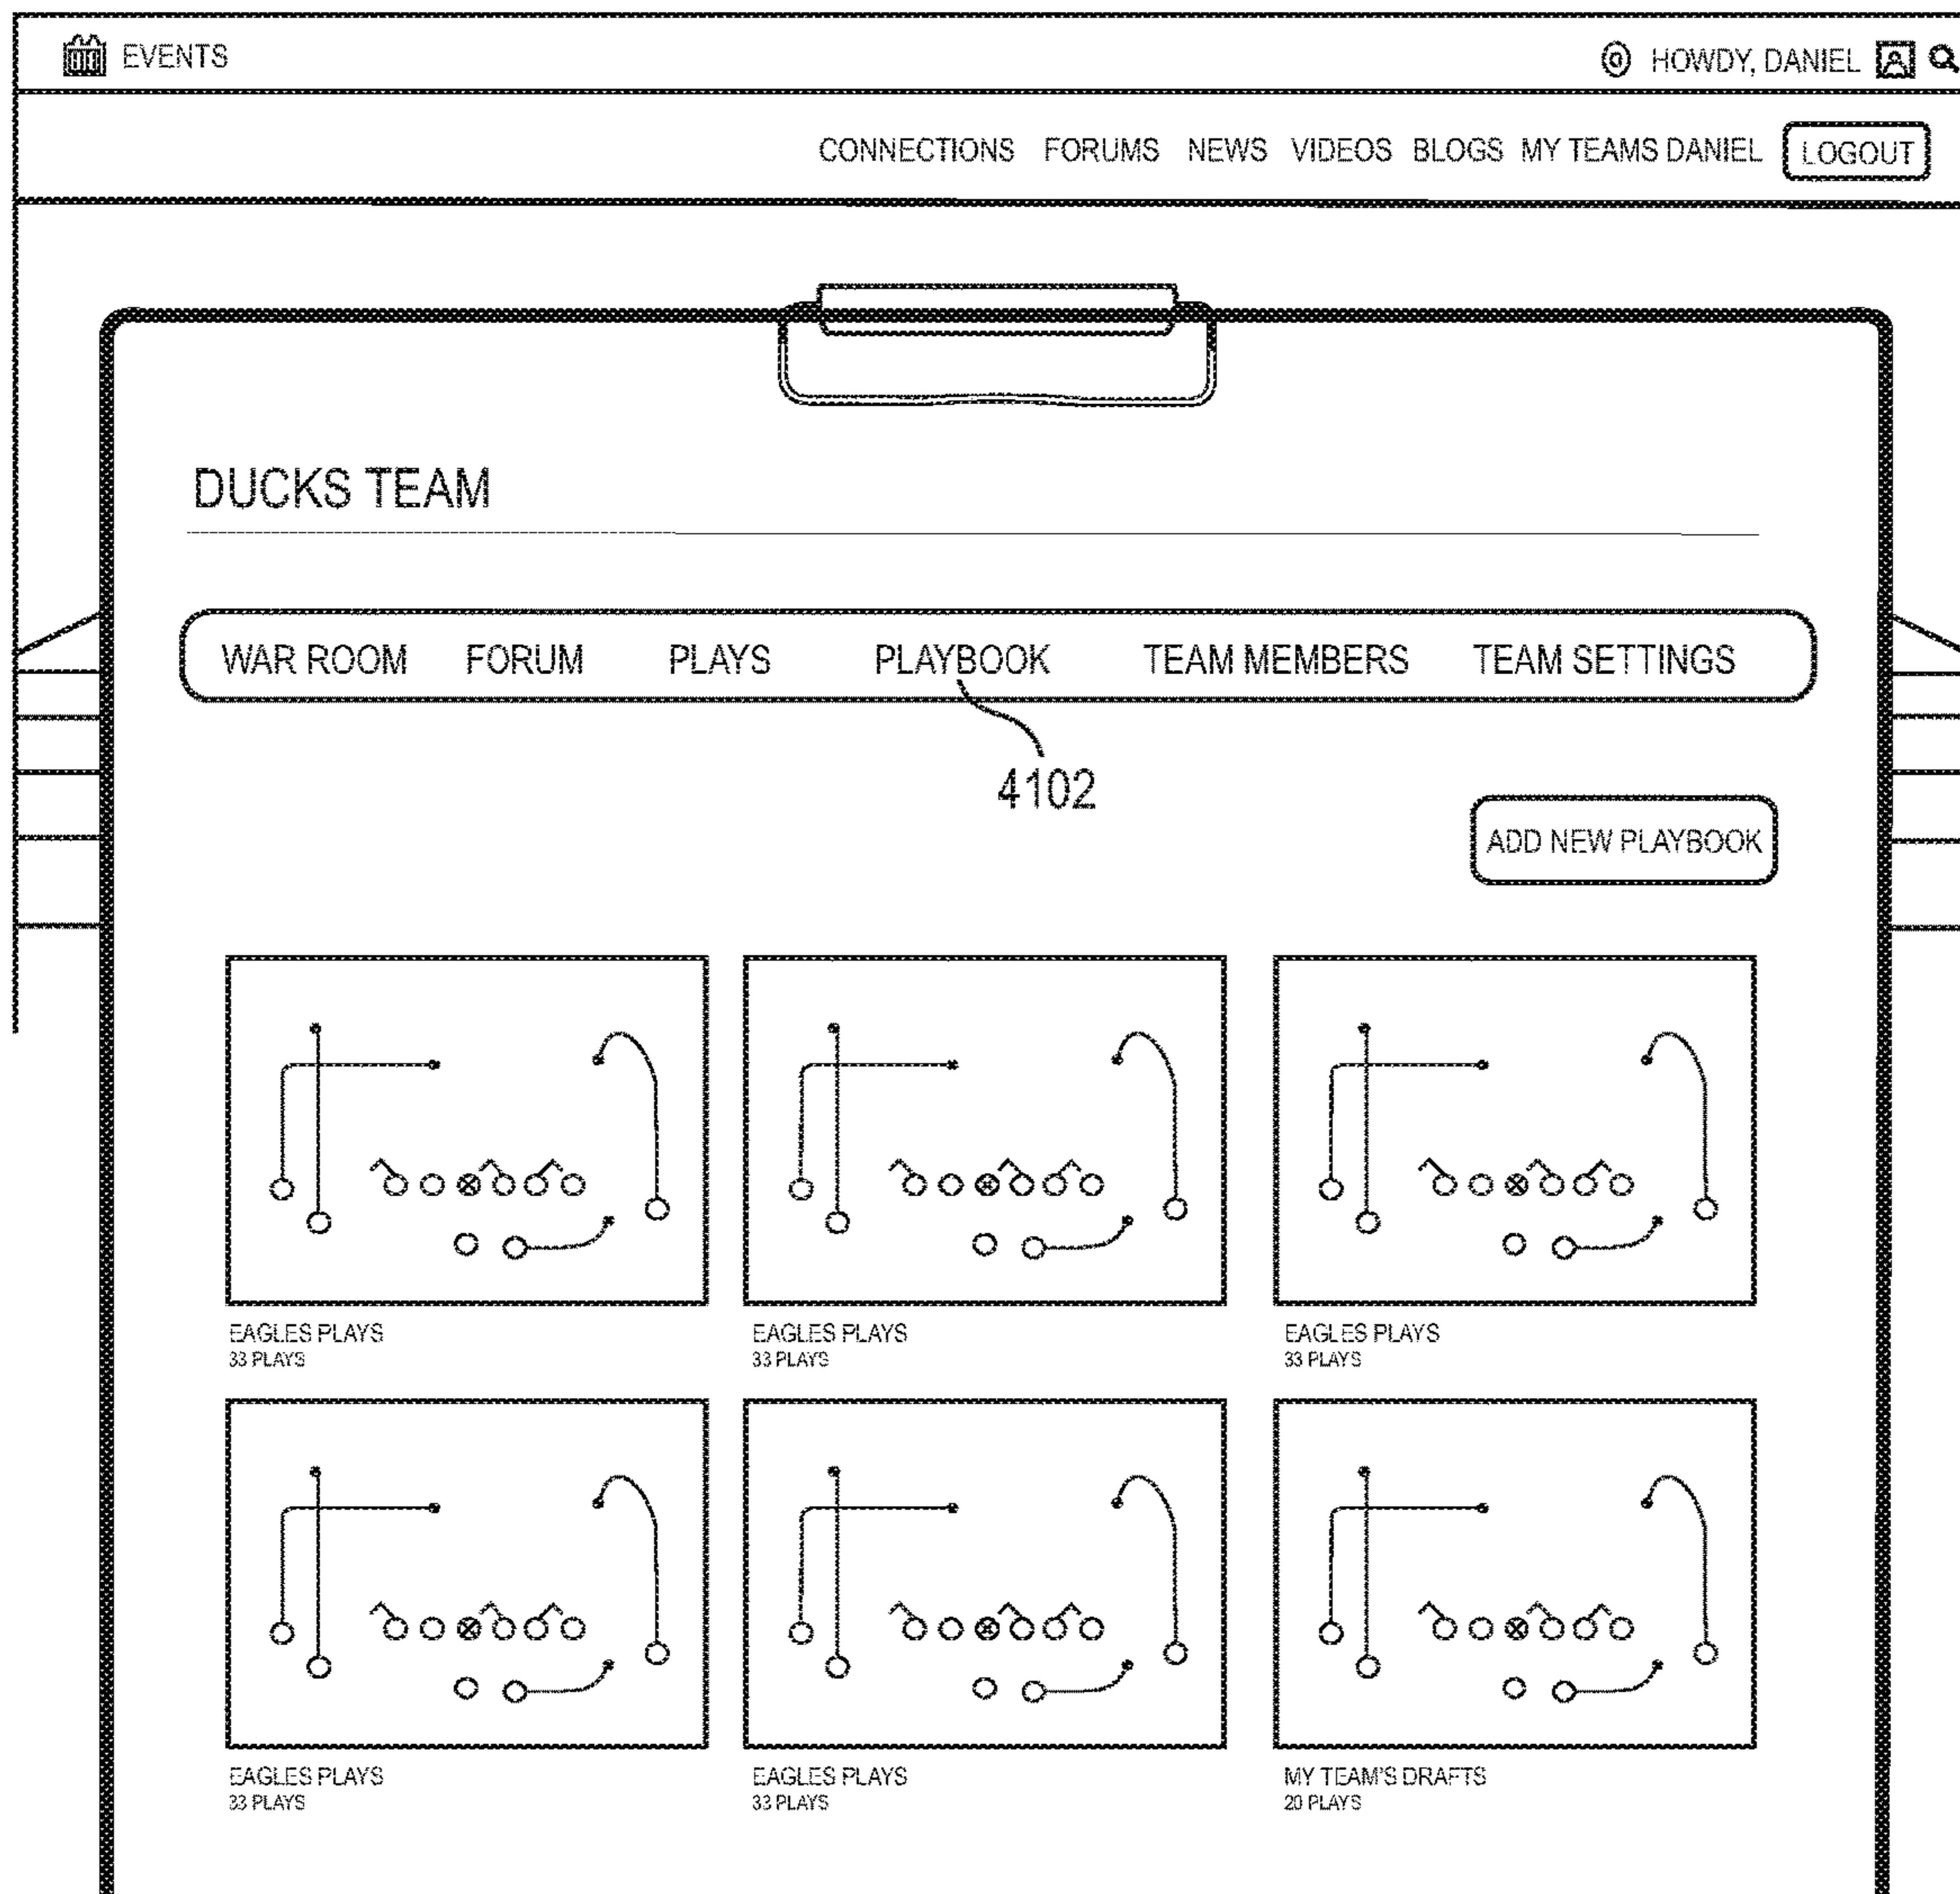 EVENTS HOWDY, DANIEL
CONNECTIONS FORUMS NEWS VIDEOS BLOGS MY TEAMS DANIEL LOGOUT
DUCKS TEAM
WAR ROOM FORUM PLAYS PLAYBOOK TEAM MEMBERS TEAM SETTINGS
4102
ADD NEW PLAYBOOK
EAGLES PLAYS EAGLES PLAYS EAGLES PLAYS
33 PLAYS 33 PLAYS 33 PLAYS
EAGLES PLAYS EAGLES PLAYS MY TEAM'S DRAFTS
33 PLAYS 33 PLAYS 20 PLAYS